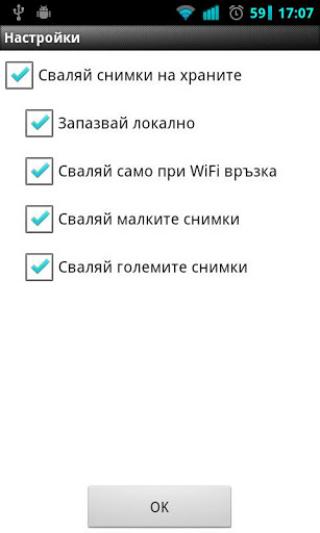 59 17:07
Настройки
Сваляй снимки на храните
Запазвай локално
Сваляй само при WiFi връзка
Сваляй малките снимки
Сваляй големите снимки
OK